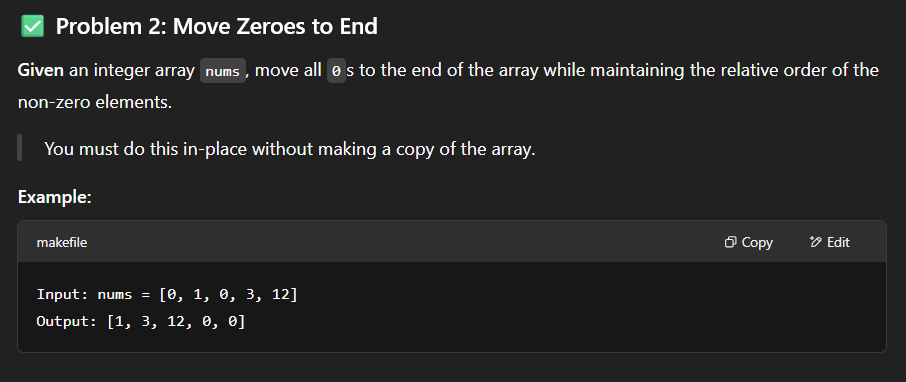 ✅ Problem 2: Move Zeroes to End
Given an integer array nums, move all 0s to the end of the array while maintaining the relative order of the
non-zero elements.
You must do this in-place without making a copy of the array.
Example:
makefile Copy Edit
Input: nums = [0, 1, 0, 3, 12]
Output: [1, 3, 12, 0, 0]